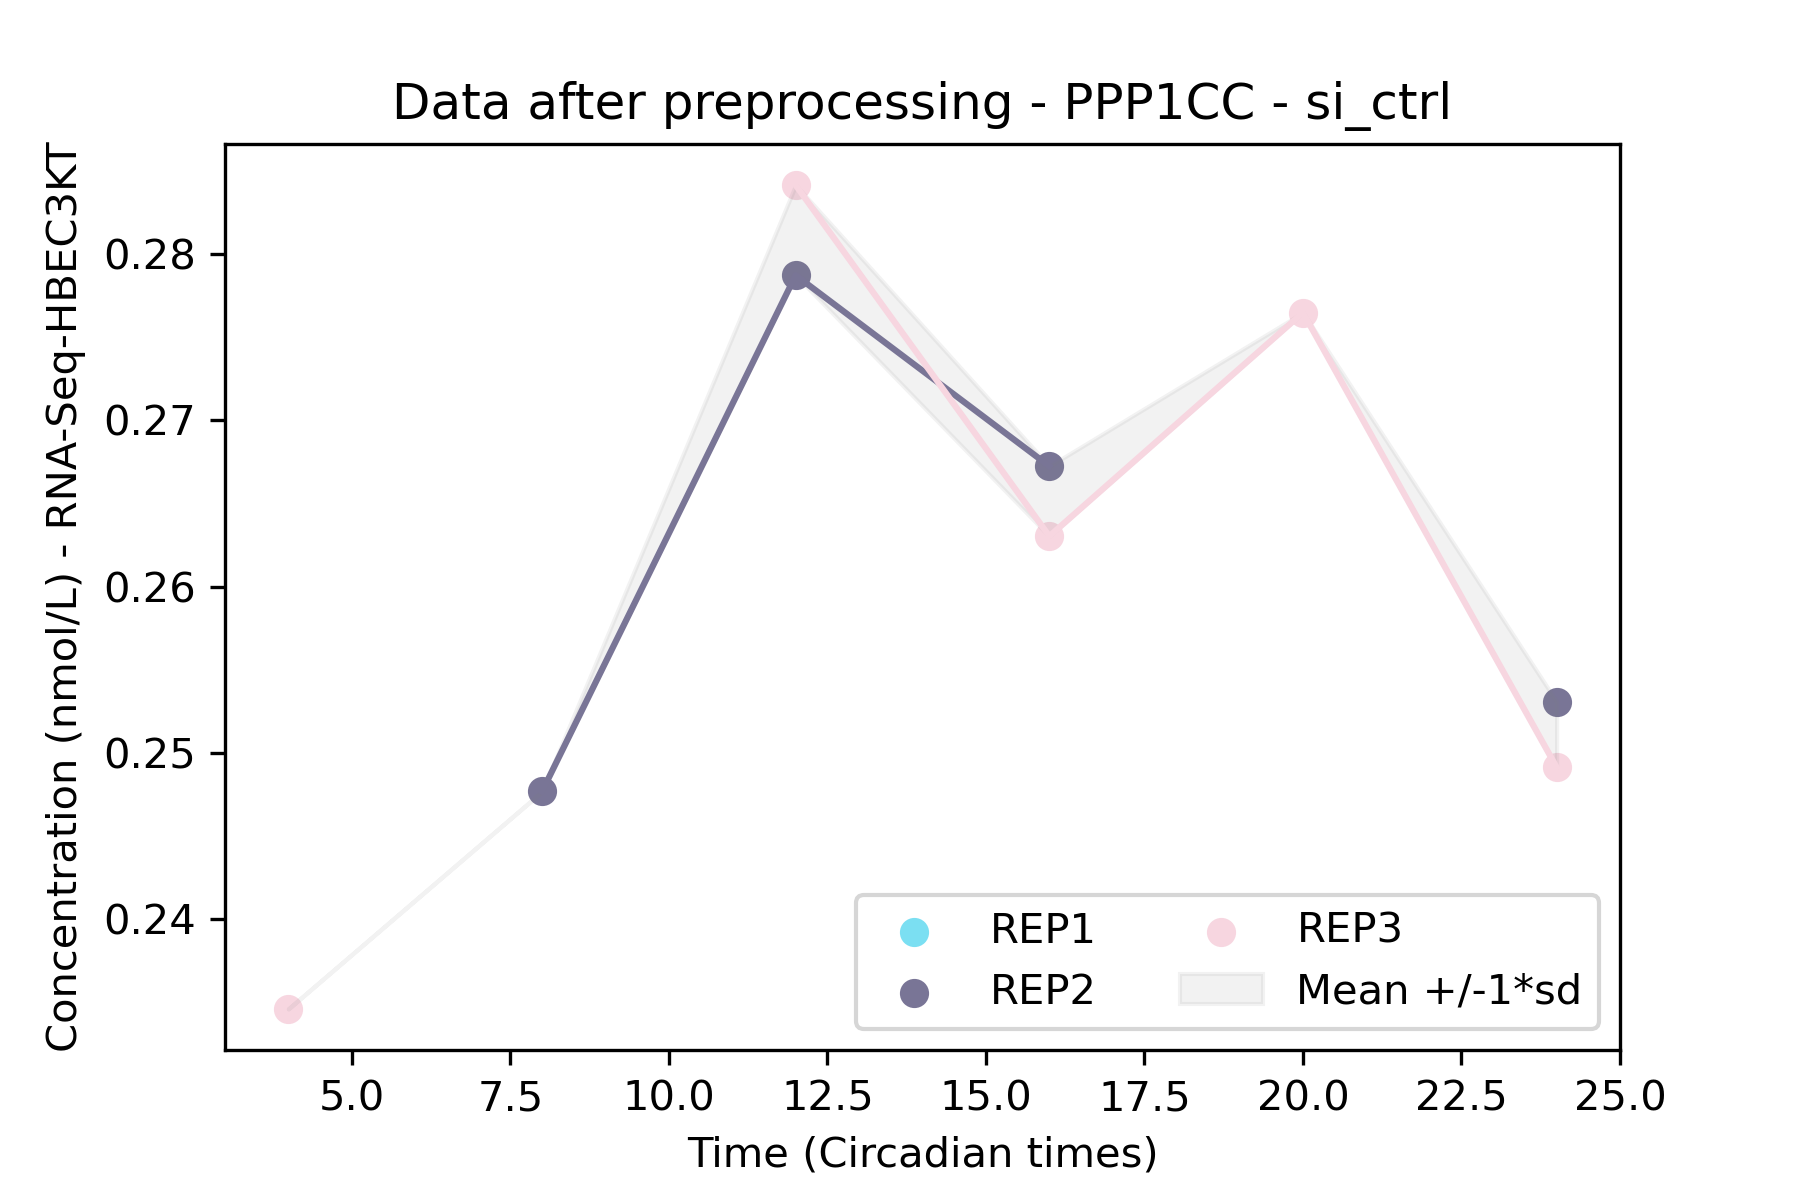 Data after preprocessing - PPP1CC - si_ctrl
Concentration (nmol/L) - RNA-Seq-HBEC3KT
0.28
0.27
0.26
0.25
0.24
REP1
REP2
REP3
Mean +/-1*sd
5.0 7.5 10.0 12.5 15.0 17.5 20.0 22.5 25.0
Time (Circadian times)